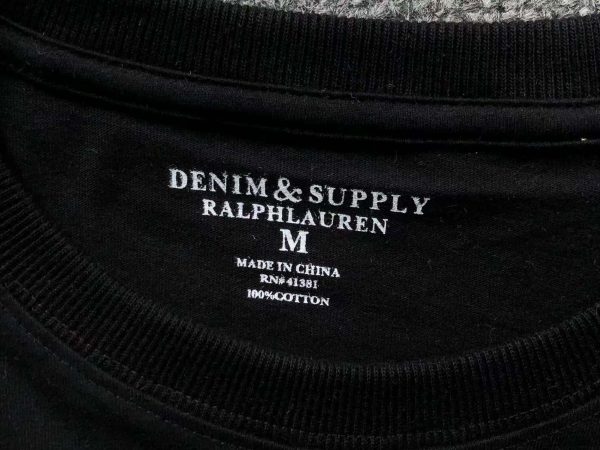 DENIM & SUPPLY
RALPHLAUREN
M
MADE IN CHINA
RN# 41381
100%COTTON